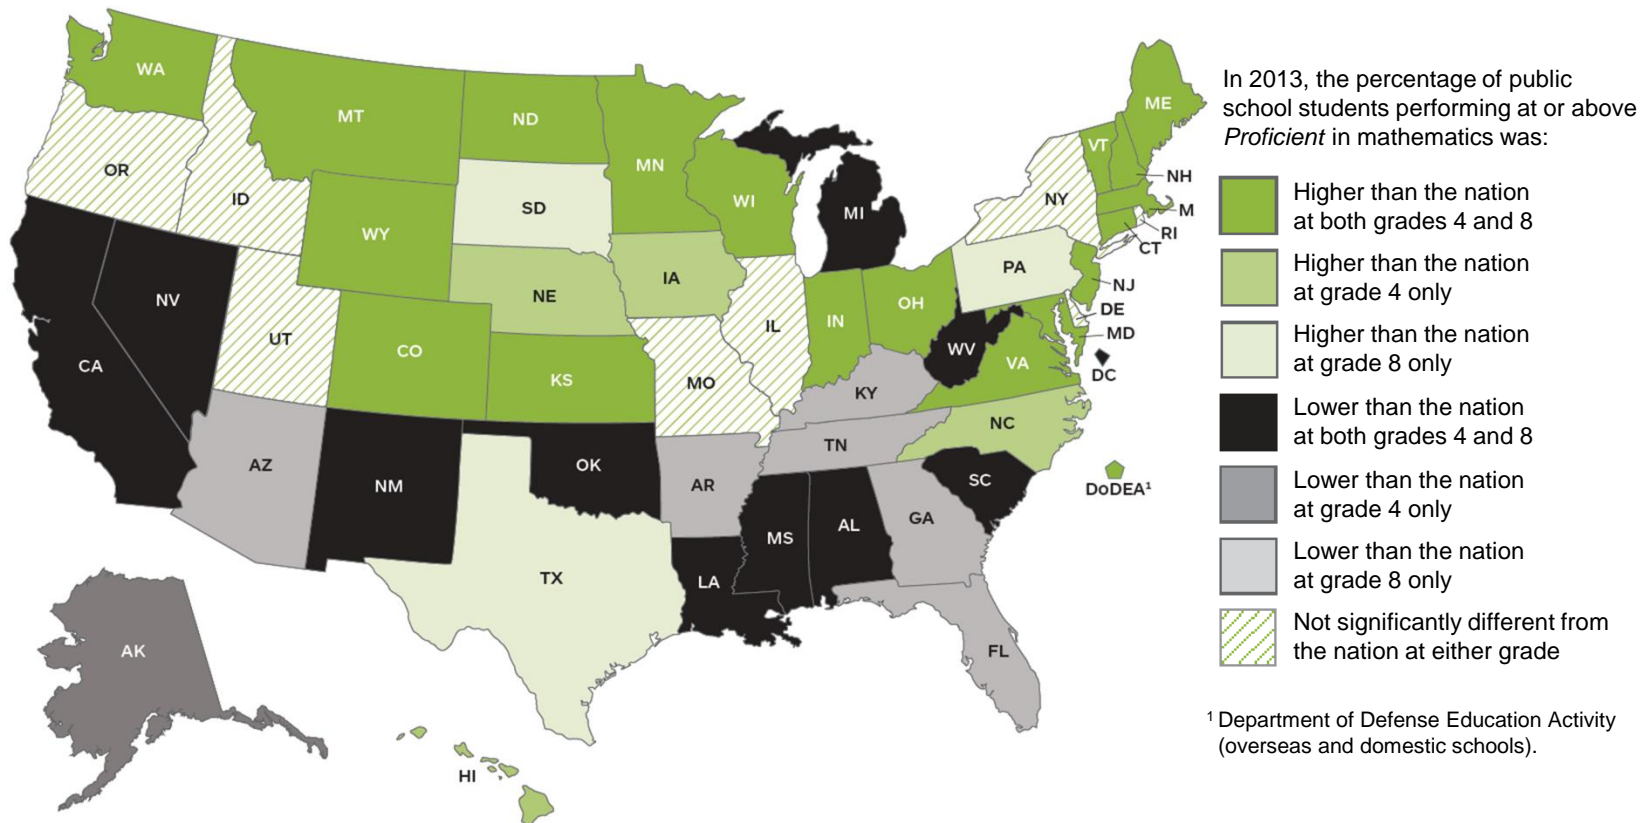 WA
MT
ND
MN
OR
ID
SD
WI
MI
WY
NE
IA
NY
VT
ME
NH
M
RI
CT
PA
NJ
DE
MD
DC
NV
UT
CO
KS
MO
IL
IN
OH
WV
VA
KY
CA
AZ
NM
OK
AR
TN
NC
SC
DoDEA¹
TX
LA
MS
AL
GA
FL
AK
HI
In 2013, the percentage of public
school students performing at or above
Proficient in mathematics was:
Higher than the nation
at both grades 4 and 8
Higher than the nation
at grade 4 only
Higher than the nation
at grade 8 only
Lower than the nation
at both grades 4 and 8
Lower than the nation
at grade 4 only
Lower than the nation
at grade 8 only
Not significantly different from
the nation at either grade
¹ Department of Defense Education Activity
(overseas and domestic schools).